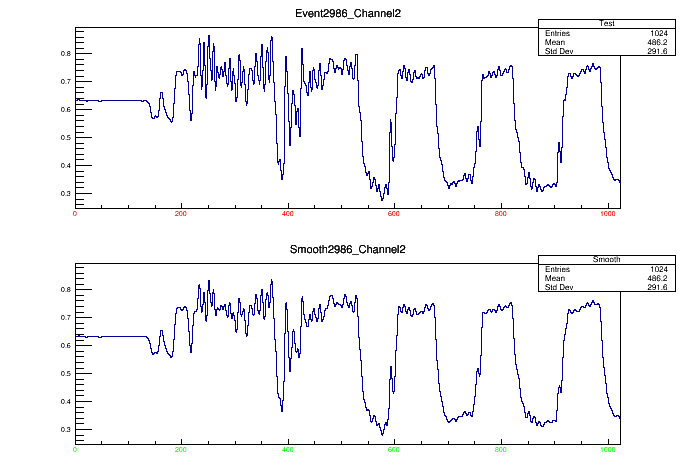 Event2986_Channel2
Test
Entries 1024
Mean 486.2
Std Dev 291.6
0.8
0.7
0.6
0.5
0.4
0.3
0 200 400 600 800 1000
Smooth2986_Channel2
Smooth
Entries 1024
Mean 486.2
Std Dev 291.6
0.8
0.7
0.6
0.5
0.4
0.3
0 200 400 600 800 1000